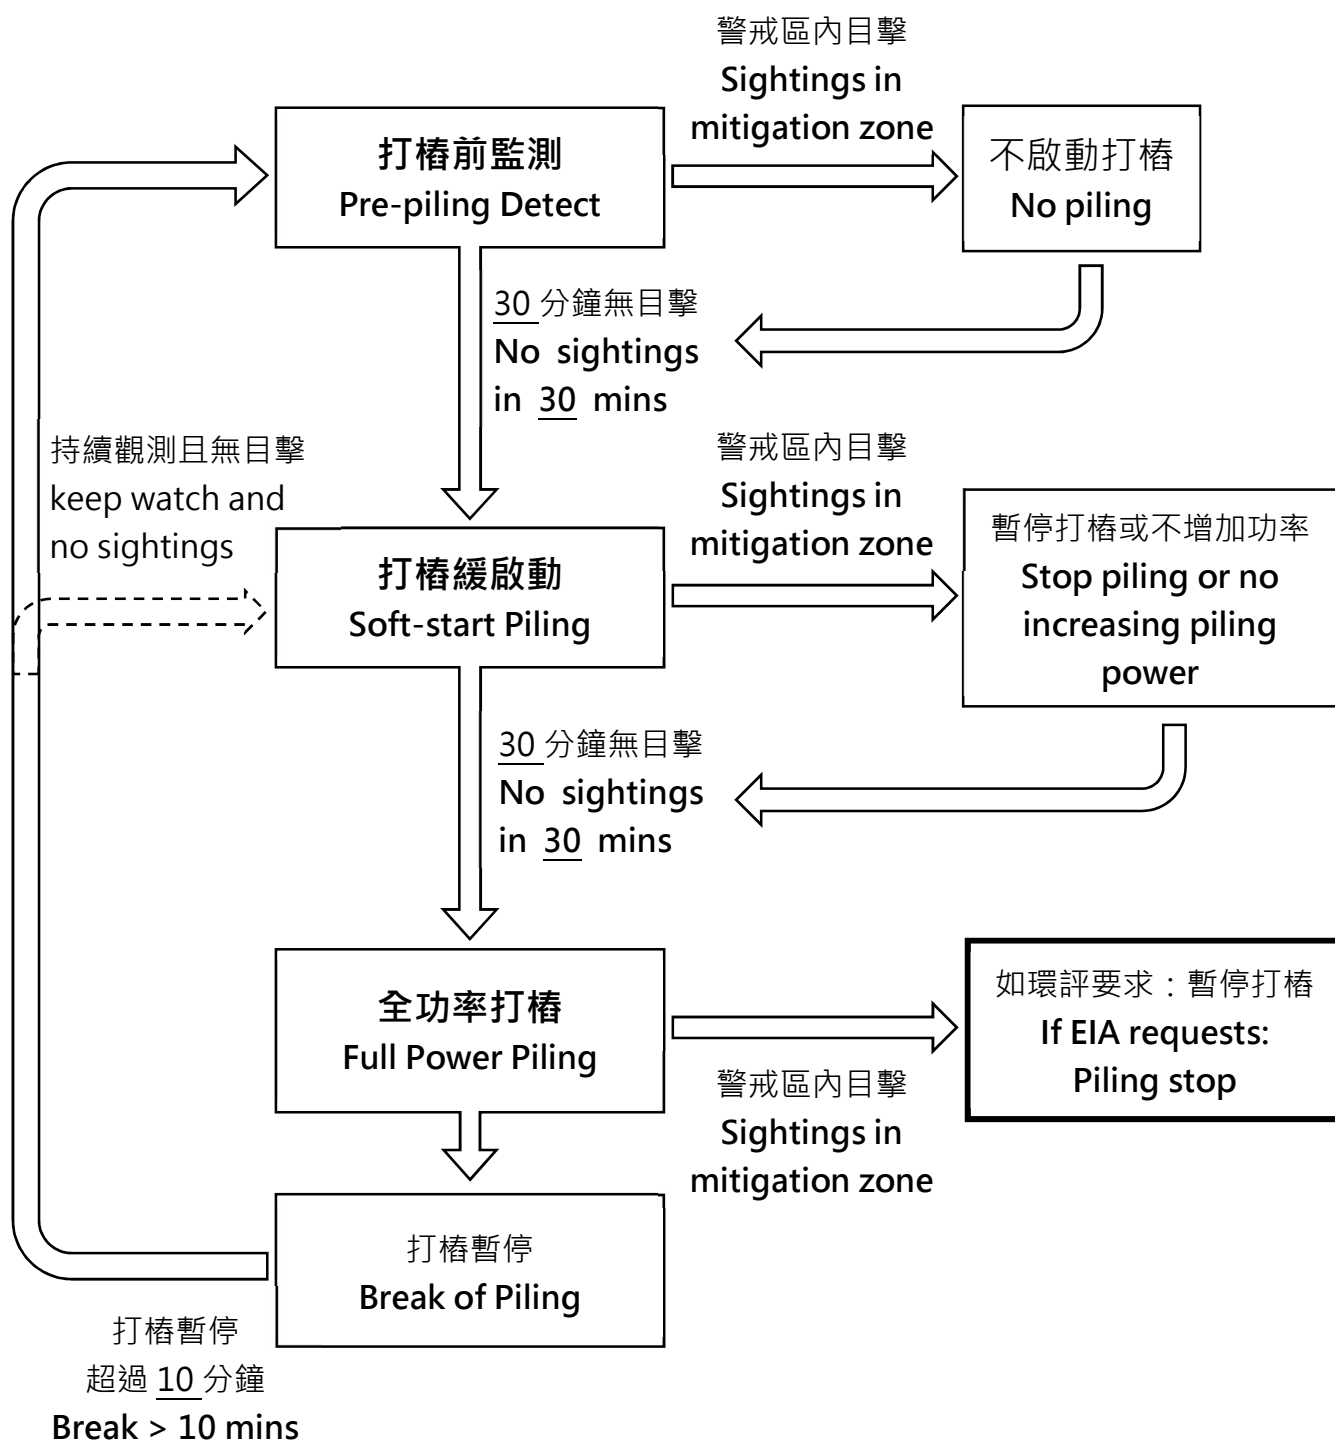 警戒區內目擊
Sightings in
mitigation zone
打樁前監測
Pre-piling Detect
不啟動打樁
No piling
30 分鐘無目擊
No sightings
in 30 mins
持續觀測且無目擊
keep watch and
no sightings
警戒區內目擊
Sightings in
mitigation zone
打樁緩啟動
Soft-start Piling
暫停打樁或不增加功率
Stop piling or no
increasing piling
power
30 分鐘無目擊
No sightings
in 30 mins
全功率打樁
Full Power Piling
如環評要求：暫停打樁
If EIA requests:
Piling stop
警戒區內目擊
Sightings in
mitigation zone
打樁暫停
Break of Piling
打樁暫停
超過 10 分鐘
Break > 10 mins